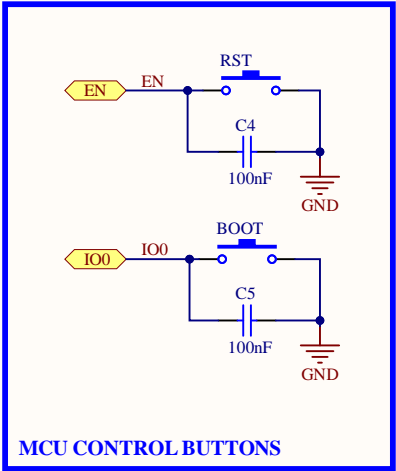 RST
EN
EN
C4
100nF
GND
BOOT
IO0
IO0
C5
100nF
GND
MCU CONTROL BUTTONS